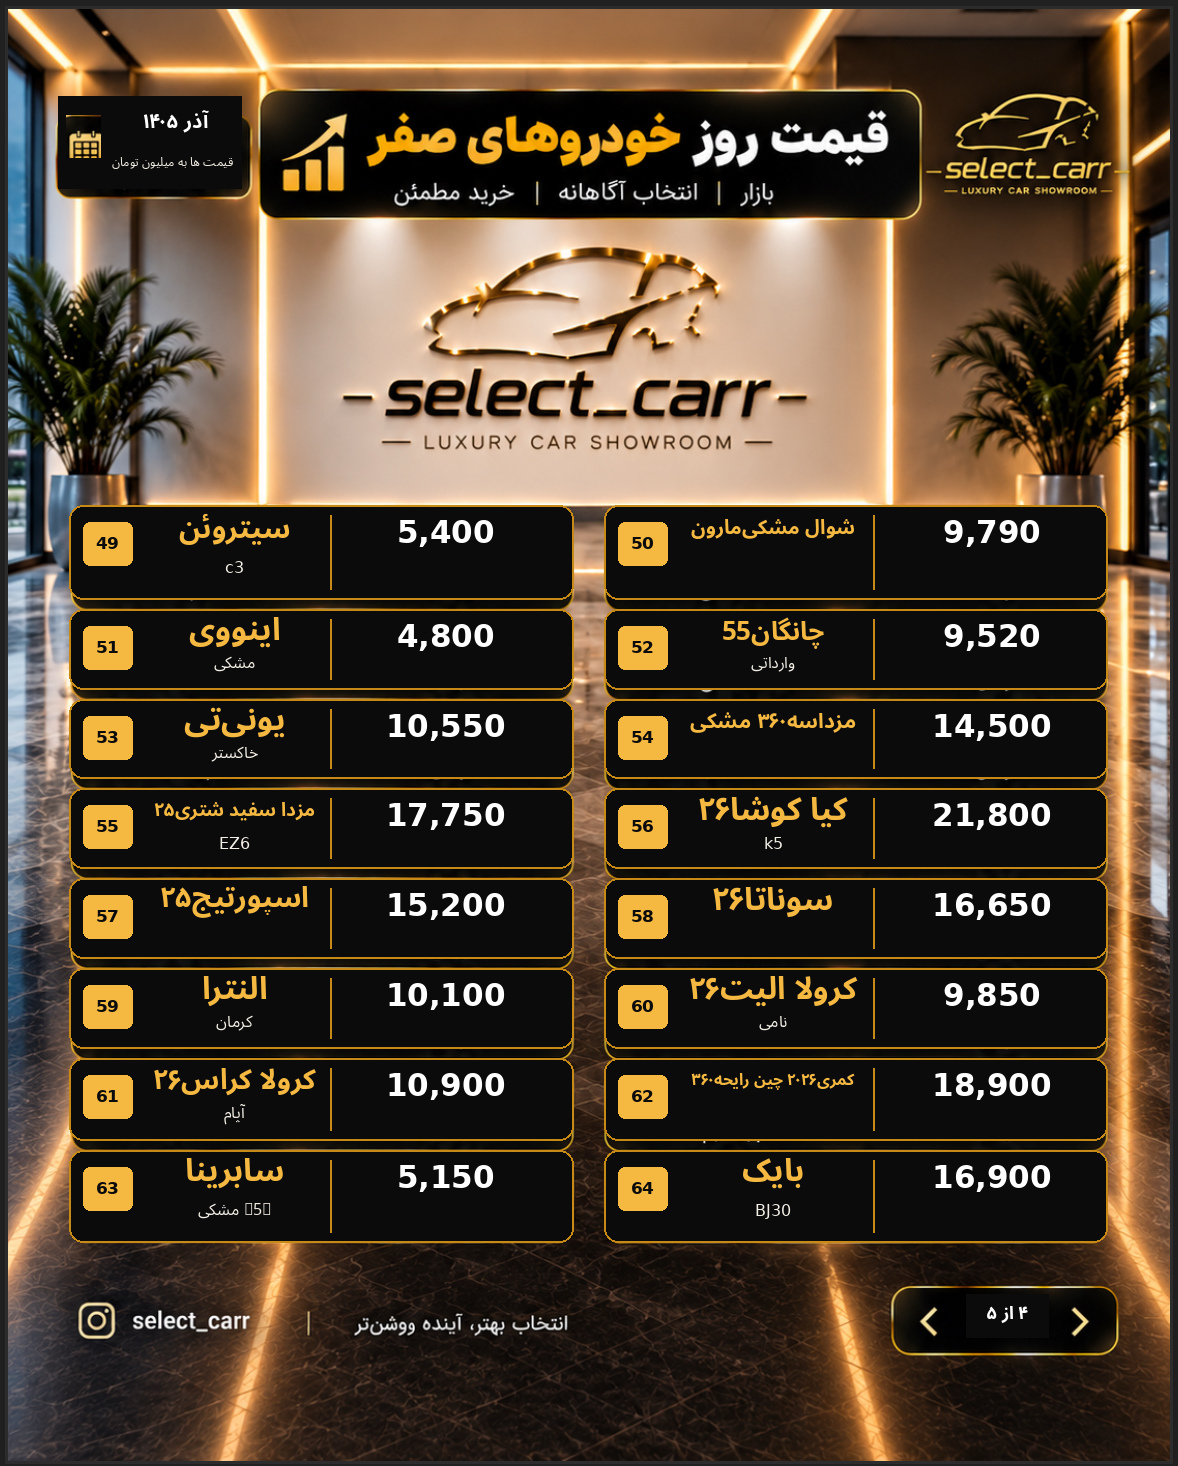 آذر ۱۴۰۵
قیمت ها به میلیون تومان
قیمت روز خودروهای صفر
بازار | انتخاب آگاهانه | خرید مطمئن
select_carr
LUXURY CAR SHOWROOM
select_carr
LUXURY CAR SHOWROOM
49 سیتروئن 5,400
c3
50 شوال مشکی‌مارون 9,790
51 اینووی 4,800
مشکی
52 چانگان55 9,520
وارداتی
53 یونی‌تی 10,550
خاکستر
54 مزداسه۳۶۰ مشکی 14,500
55 مزدا سفید شتری۲۵ 17,750
EZ6
56 کیا کوشا۲۶ 21,800
k5
57 اسپورتیج۲۵ 15,200
58 سوناتا۲۶ 16,650
59 النترا 10,100
کرمان
60 کرولا الیت۲۶ 9,850
نامی
61 کرولا کراس۲۶ 10,900
آپام
62 کمری۲۰۲۶ چین رایحه۳۶۰ 18,900
63 سابرینا 5,150
5 مشکی
64 بایک 16,900
BJ30
select_carr | انتخاب بهتر، آینده ووشن‌تر
۴ از ۵